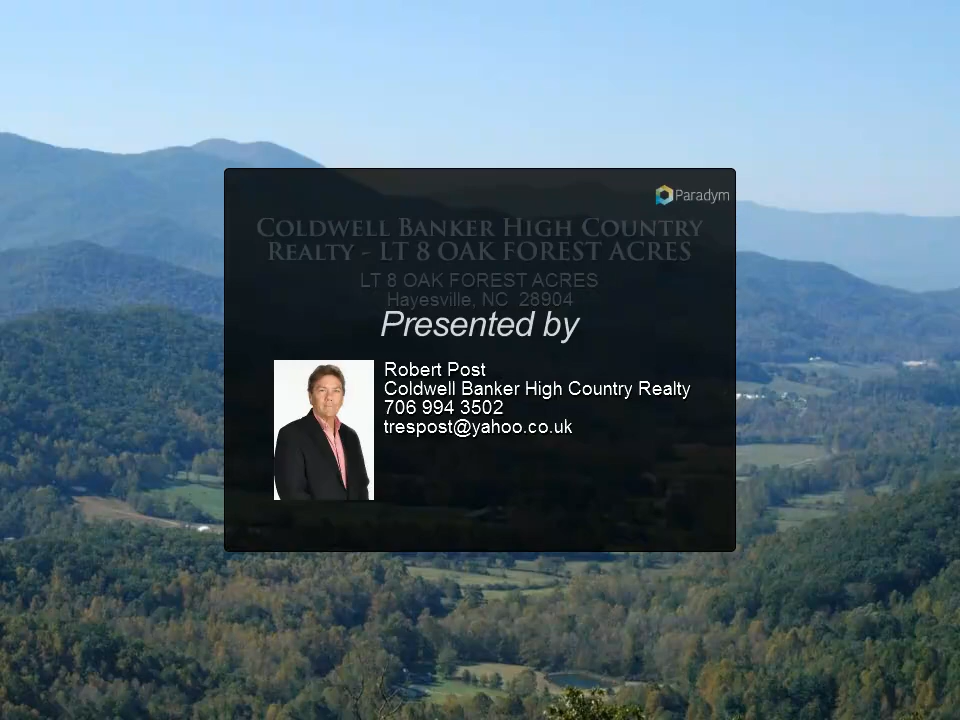 Paradym
Coldwell Banker High Country
Realty - LT 8 OAK FOREST ACRES
LT 8 OAK FOREST ACRES
Hayesville, NC 28904
Presented by
Robert Post
Coldwell Banker High Country Realty
706 994 3502
trespost@yahoo.co.uk